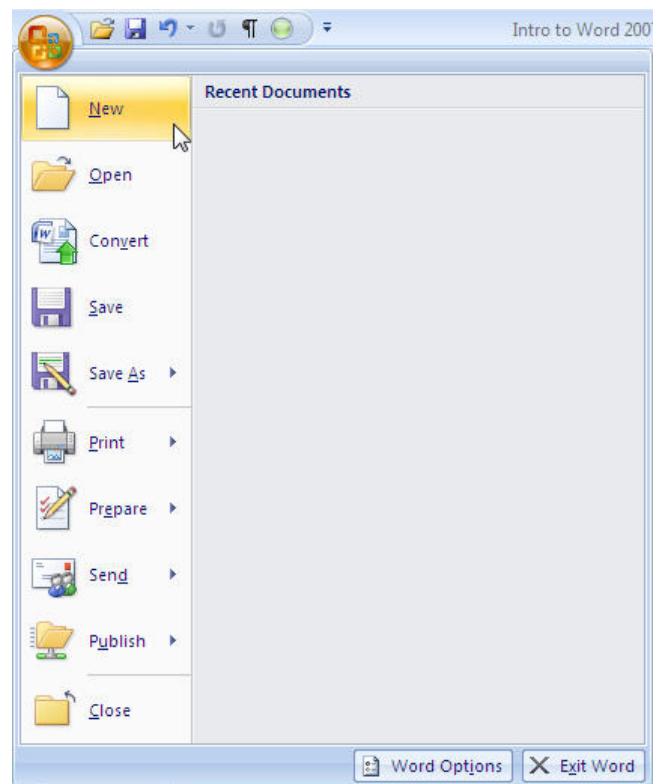 Intro to Word 200
Recent Documents
New
Open
Convert
Save
Save As
Print
Prepare
Send
Publish
Close
Word Options
Exit Word